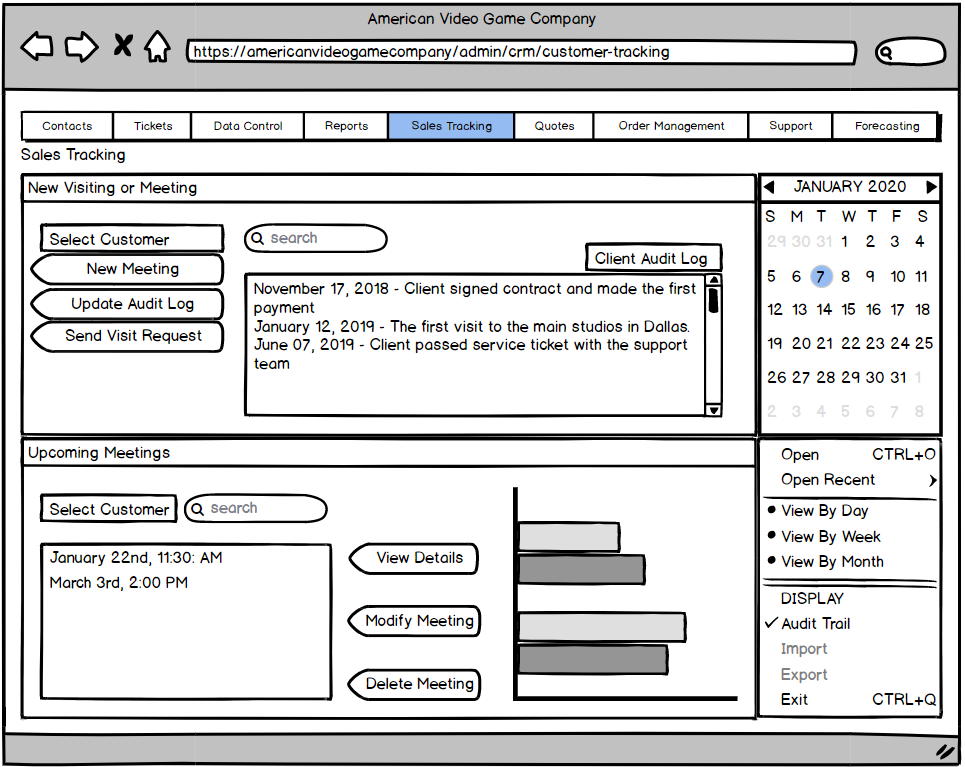 American Video Game Company
https://americanvideogamecompany/admin/crm/customer-tracking
Contacts Tickets Data Control Reports Sales Tracking Quotes Order Management Support Forecasting
Sales Tracking
New Visiting or Meeting
Select Customer
search
New Meeting
Update Audit Log
Send Visit Request
Client Audit Log
November 17, 2018 - Client signed contract and made the first
payment
January 12, 2019 - The first visit to the main studios in Dallas.
June 07, 2019 - Client passed service ticket with the support
team
JANUARY 2020
S M T W T F S
29 30 31 1 2 3 4
5 6 7 8 9 10 11
12 13 14 15 16 17 18
19 20 21 22 23 24 25
26 27 28 29 30 31 1
2 3 4 5 6 7 8
Upcoming Meetings
Select Customer
search
January 22nd, 11:30: AM
March 3rd, 2:00 PM
View Details
Modify Meeting
Delete Meeting
Open CTRL+O
Open Recent
View By Day
View By Week
View By Month
DISPLAY
Audit Trail
Import
Export
Exit CTRL+Q